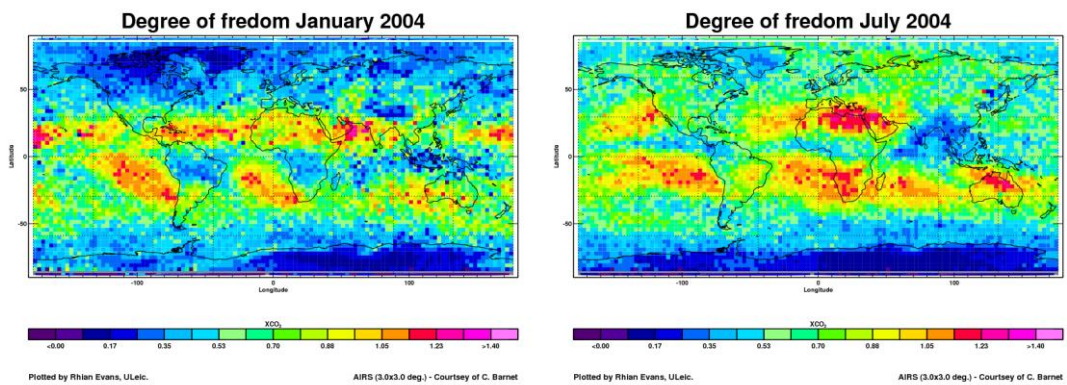 Degree of fredom January 2004
50
0
-50
Latitude
-100
0
100
Longitude
XCO₂
<0.00 0.17 0.35 0.53 0.70 0.88 1.05 1.23 >1.40
Plotted by Rhian Evans, ULeic.
AIRS (3.0x3.0 deg.) - Courtsey of C. Barnet
Degree of fredom July 2004
50
0
-50
Latitude
-100
0
100
Longitude
XCO₂
<0.00 0.17 0.35 0.53 0.70 0.88 1.05 1.23 >1.40
Plotted by Rhian Evans, ULeic.
AIRS (3.0x3.0 deg.) - Courtsey of C. Barnet